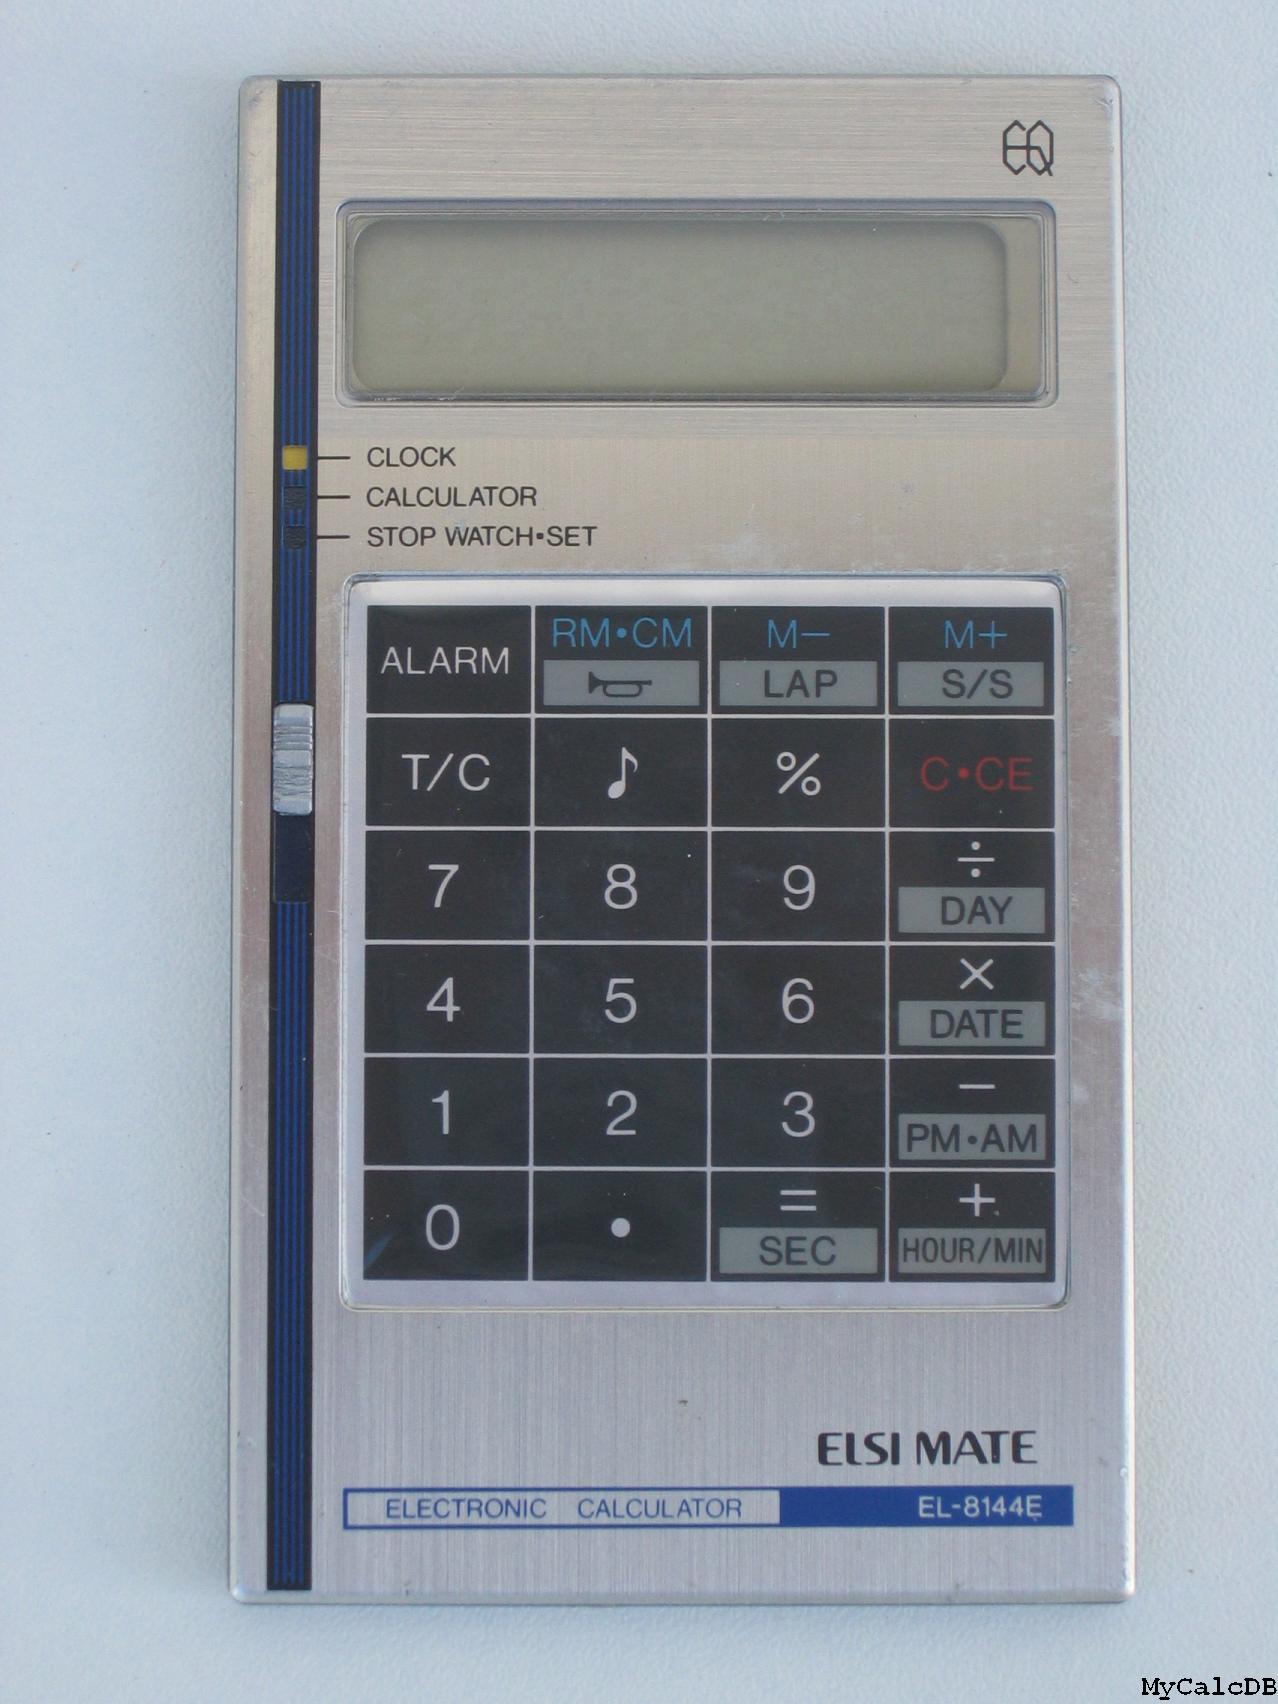 EQ
CLOCK
CALCULATOR
STOP WATCH•SET
ALARM RM•CM M− M+
LAP S/S
T/C ♪ % C•CE
7 8 9 ÷
DAY
4 5 6 ×
DATE
1 2 3 −
PM•AM
0 • = +
SEC HOUR/MIN
ELSI MATE
ELECTRONIC CALCULATOR EL-8144E
MyCalcDB